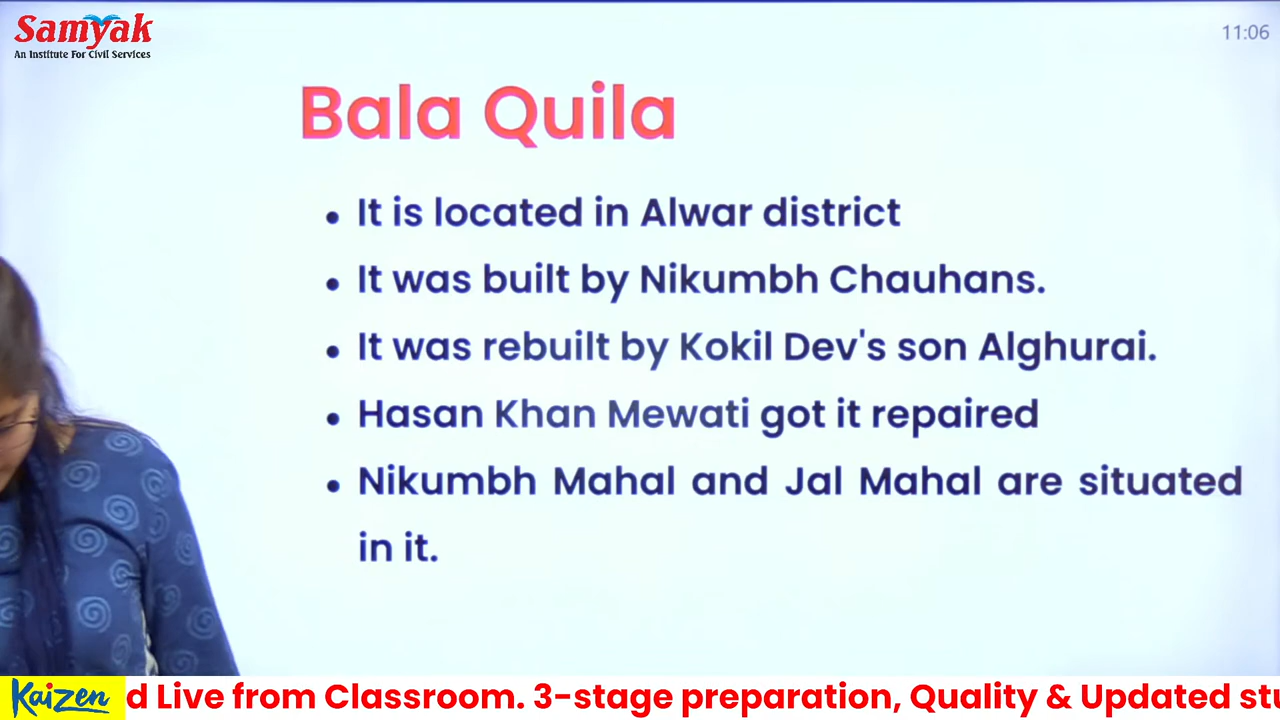 Samyak
An Institute For Civil Services
11:06
Bala Quila
• It is located in Alwar district
• It was built by Nikumbh Chauhans.
• It was rebuilt by Kokil Dev's son Alghurai.
• Hasan Khan Mewati got it repaired
• Nikumbh Mahal and Jal Mahal are situated
in it.
Kaizen
d Live from Classroom. 3-stage preparation, Quality & Updated stu